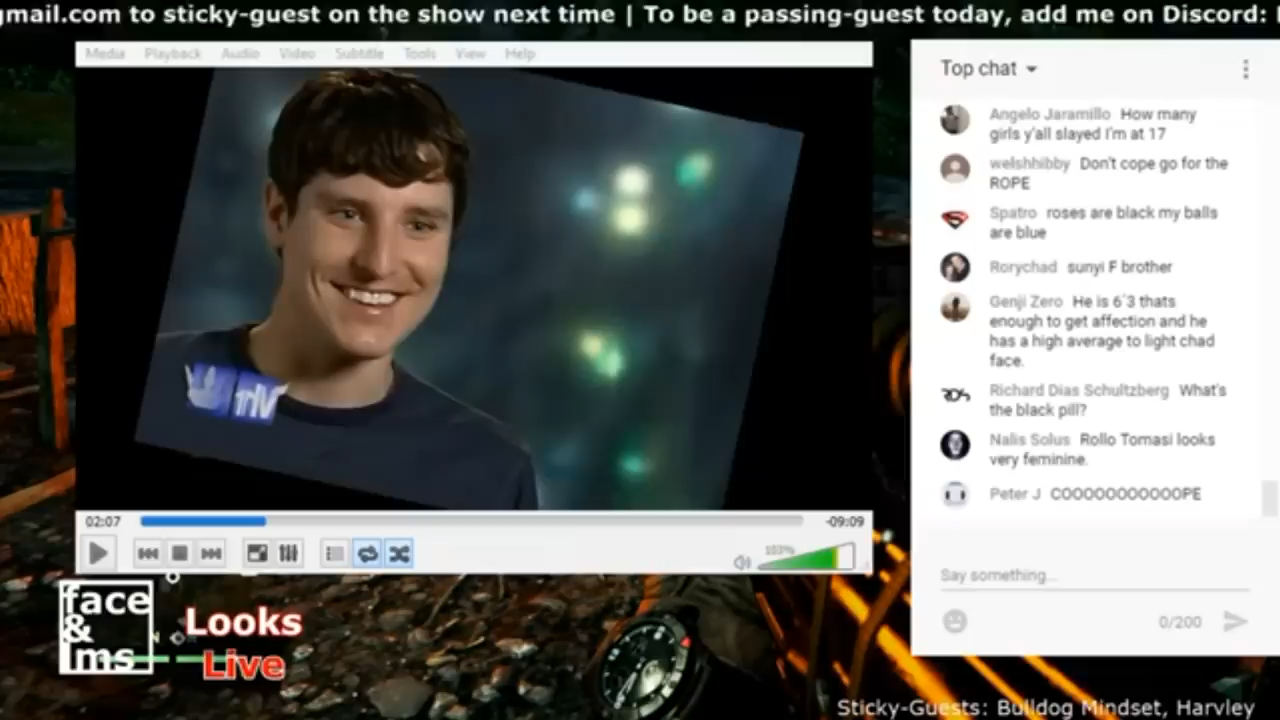 gmail.com to sticky-guest on the show next time | To be a passing-guest today, add me on Discord:
Media Playback Audio Video Subtitle Tools View Help
02:07
-09:09
103%
face
&
lms
Looks
Live
Top chat
Angelo Jaramillo How many
girls y'all slayed I'm at 17
welshhibby Don't cope go for the
ROPE
Spatro roses are black my balls
are blue
Rorychad sunyi F brother
Genji Zero He is 6'3 thats
enough to get affection and he
has a high average to light chad
face.
Richard Dias Schultzberg What's
the black pill?
Nalis Solus Rollo Tomasi looks
very feminine.
Peter J COOOOOOOOOOOPE
Say something...
0/200
Sticky-Guests: Bulldog Mindset, Harvley